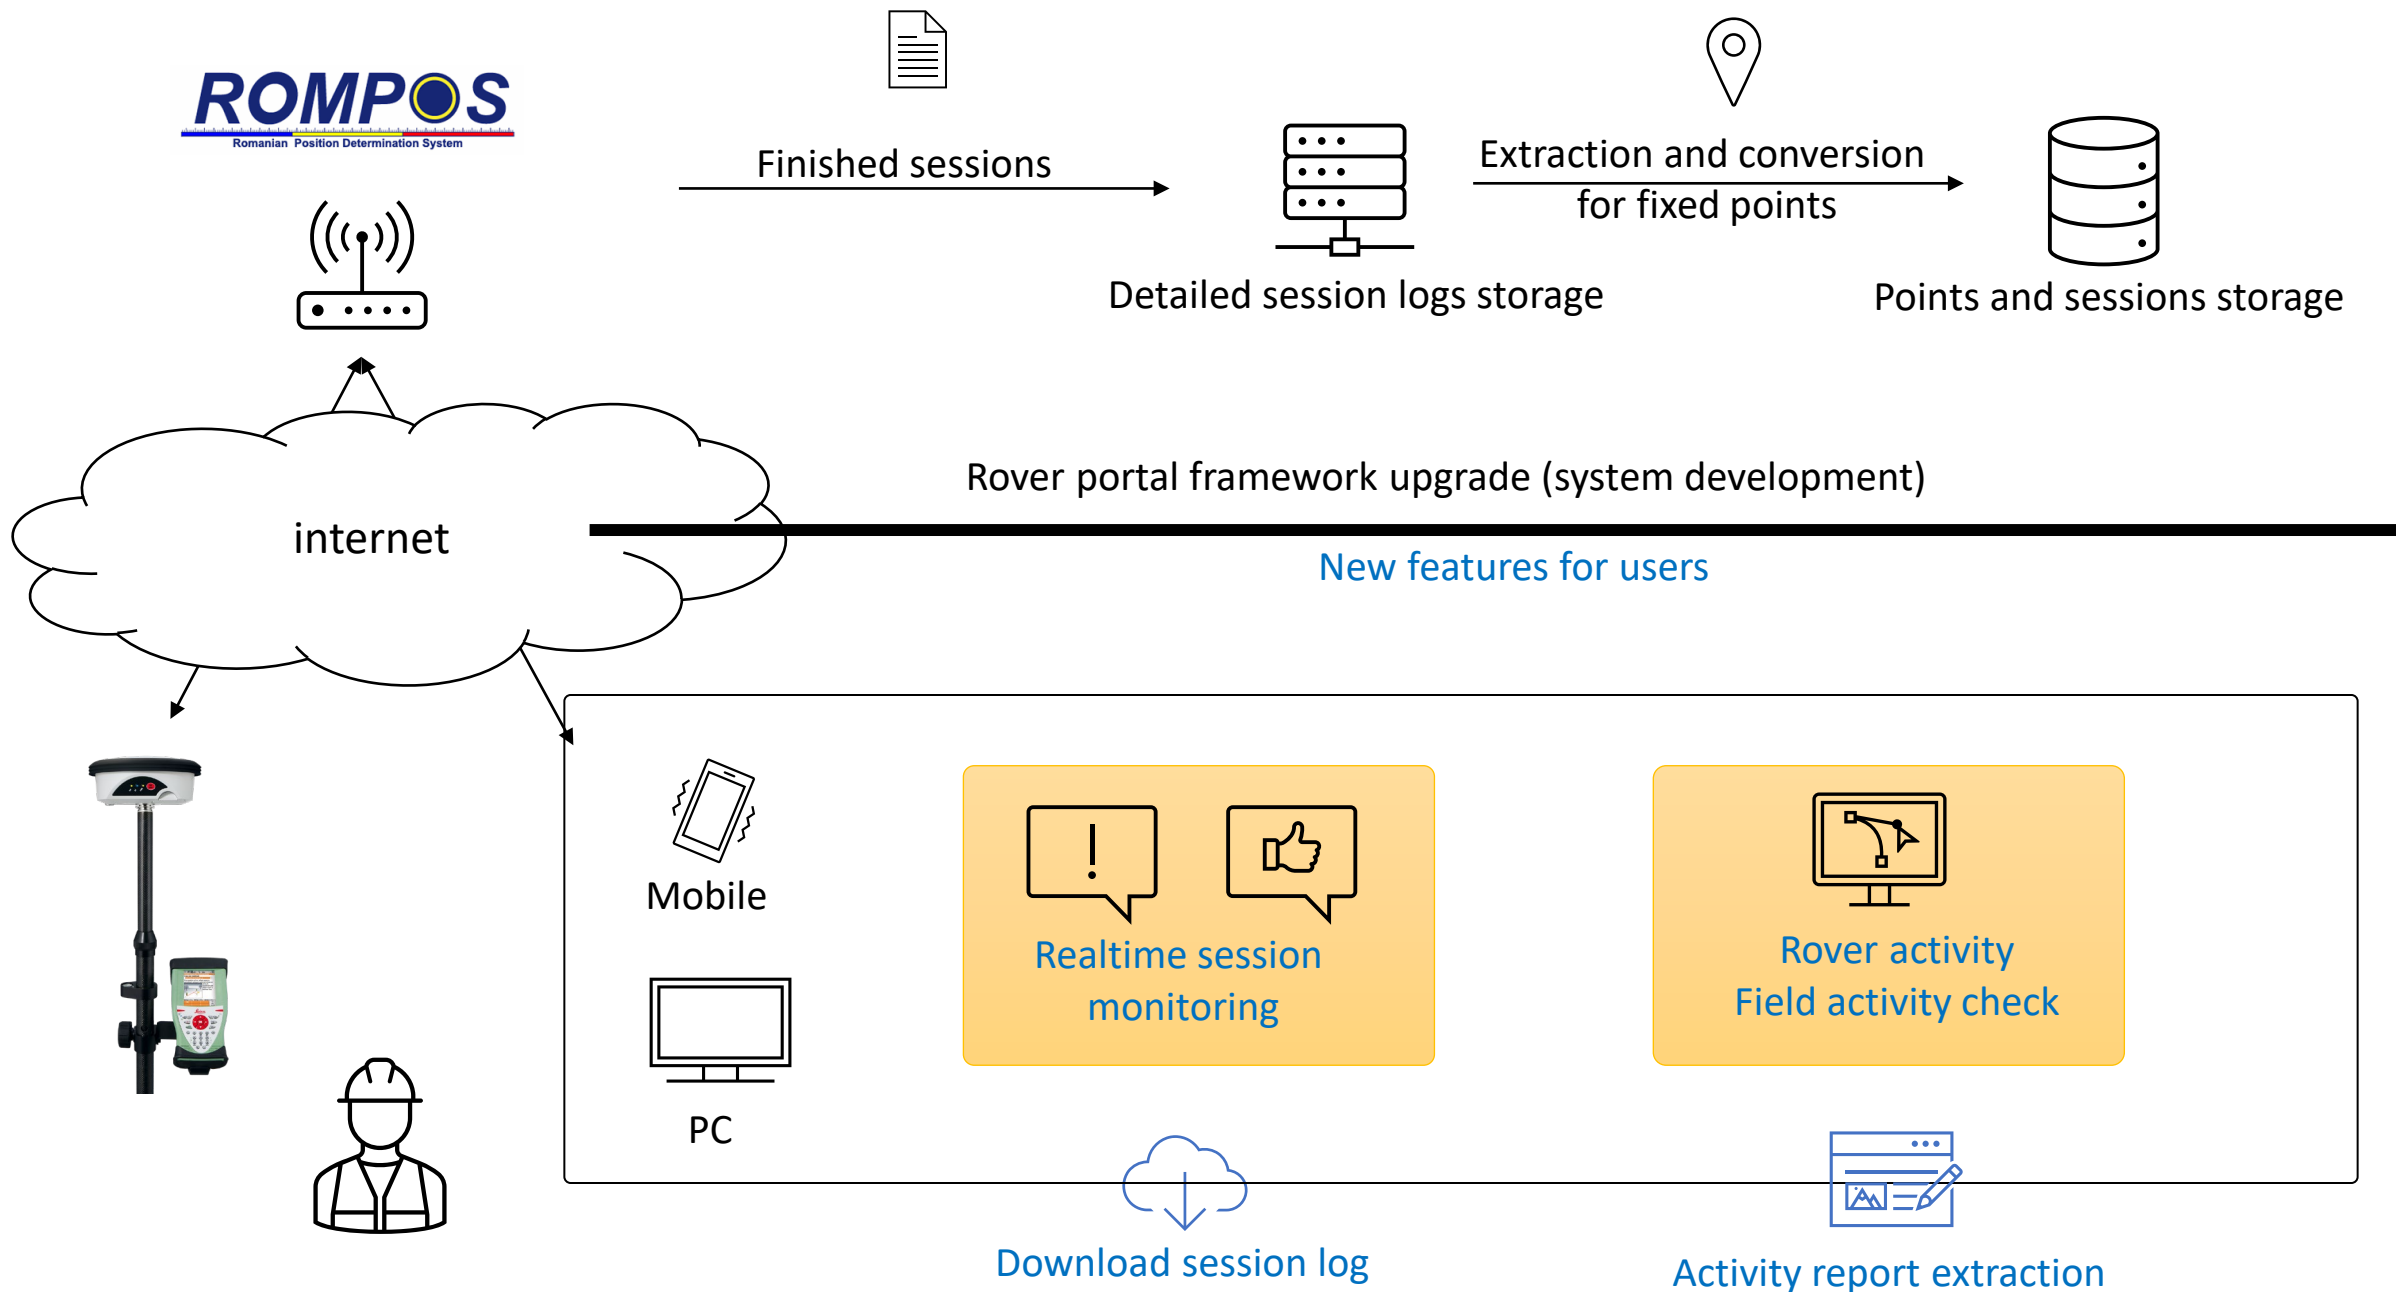 ROMPOS
Romanian Position Determination System
Finished sessions
Extraction and conversion
for fixed points
Detailed session logs storage
Points and sessions storage
Rover portal framework upgrade (system development)
internet
New features for users
Mobile
Realtime session
monitoring
Rover activity
Field activity check
PC
Download session log
Activity report extraction